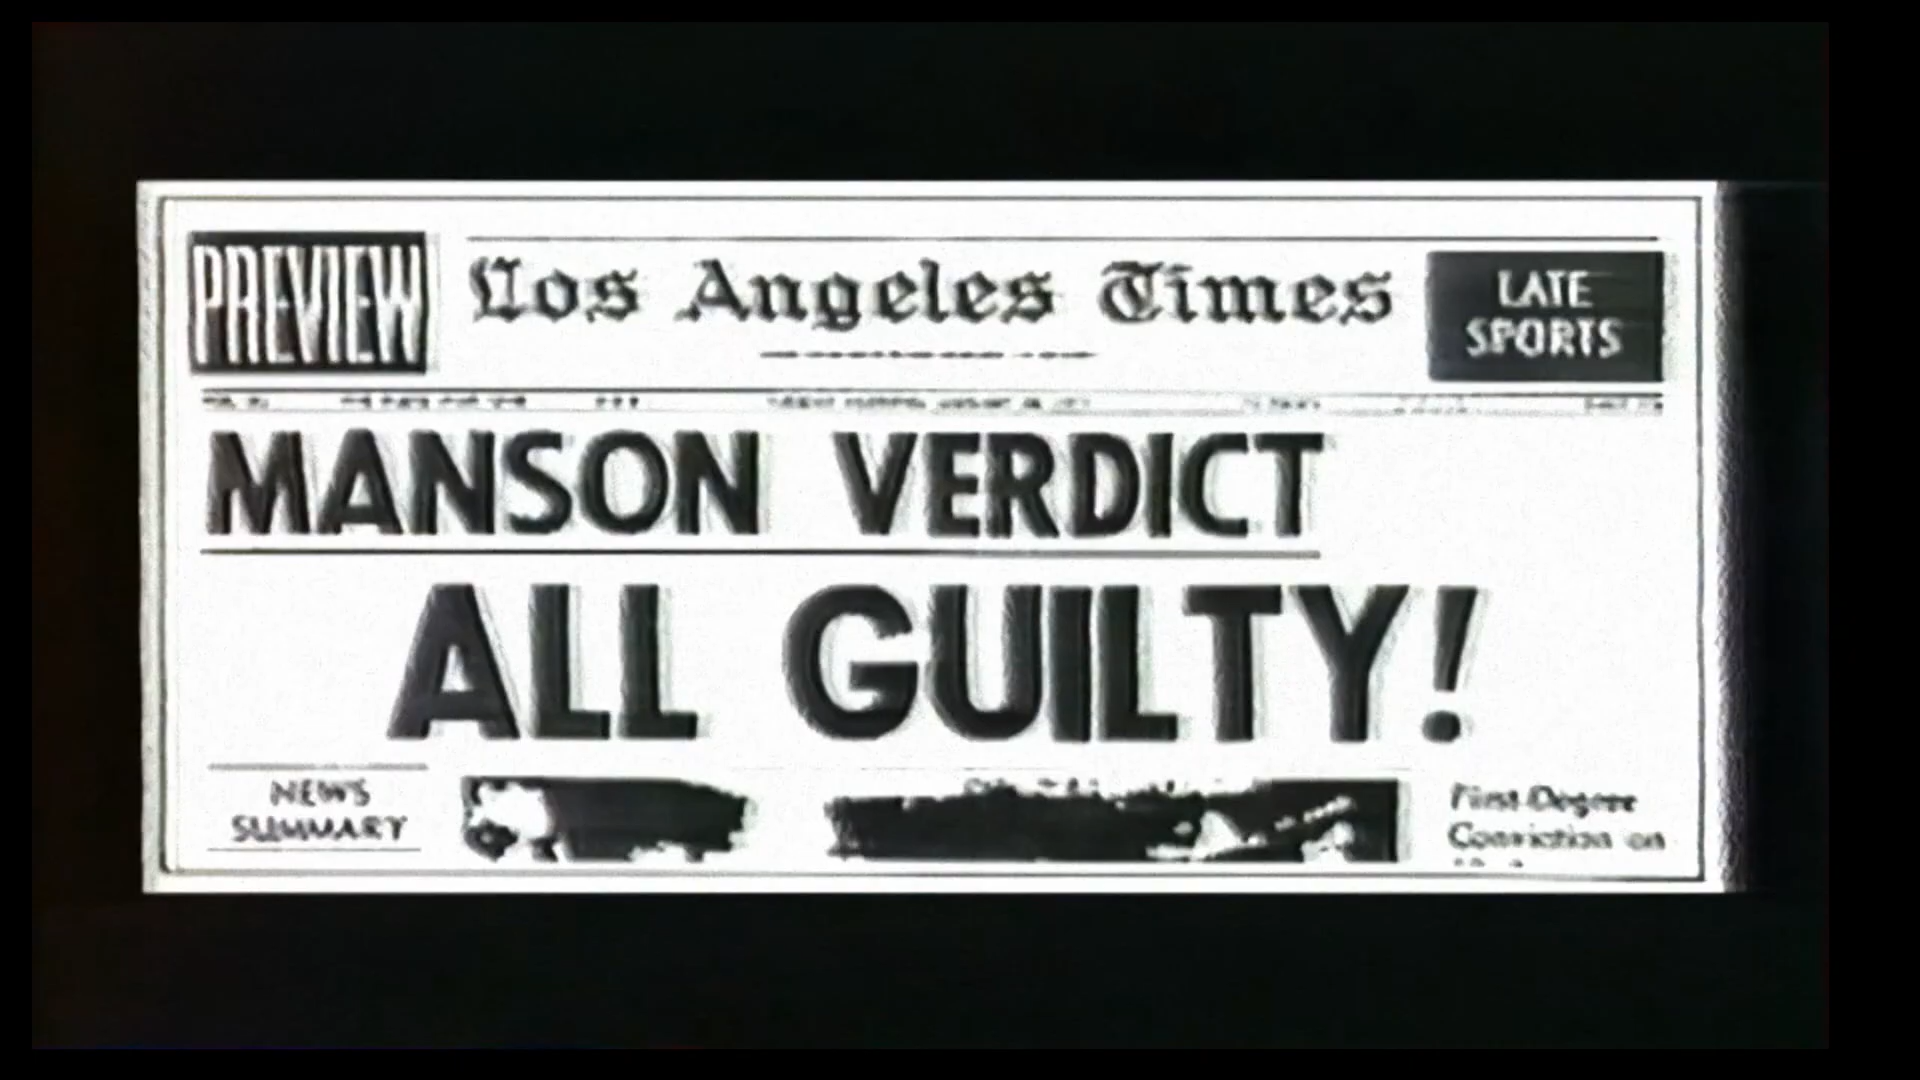 PREVIEW
Los Angeles Times
LATE
SPORTS
MANSON VERDICT
ALL GUILTY!
NEWS
SUMMARY
First-Degree
Conviction on